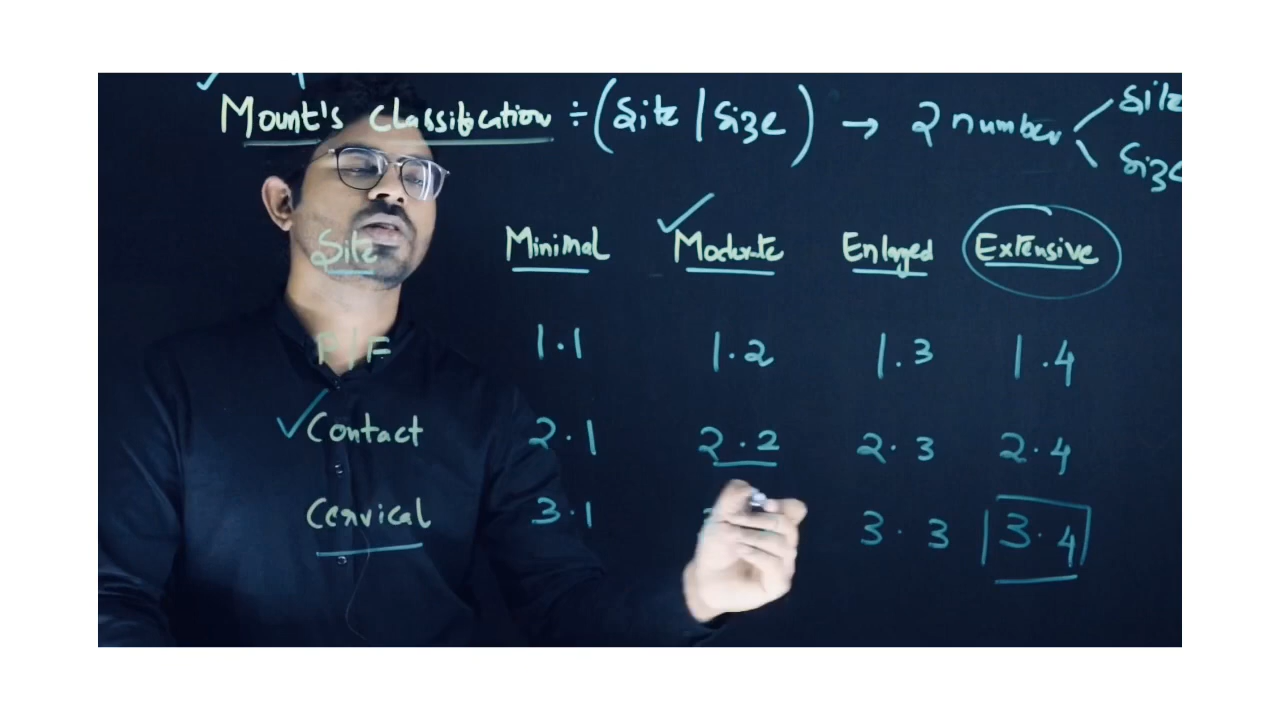 Mount's Classification ÷ (Site / Size) → 2 number Site
Size
Site Minimal Moderate Enlarged Extensive
P/F 1.1 1.2 1.3 1.4
Contact 2.1 2.2 2.3 2.4
Cervical 3.1 3.3 3.4